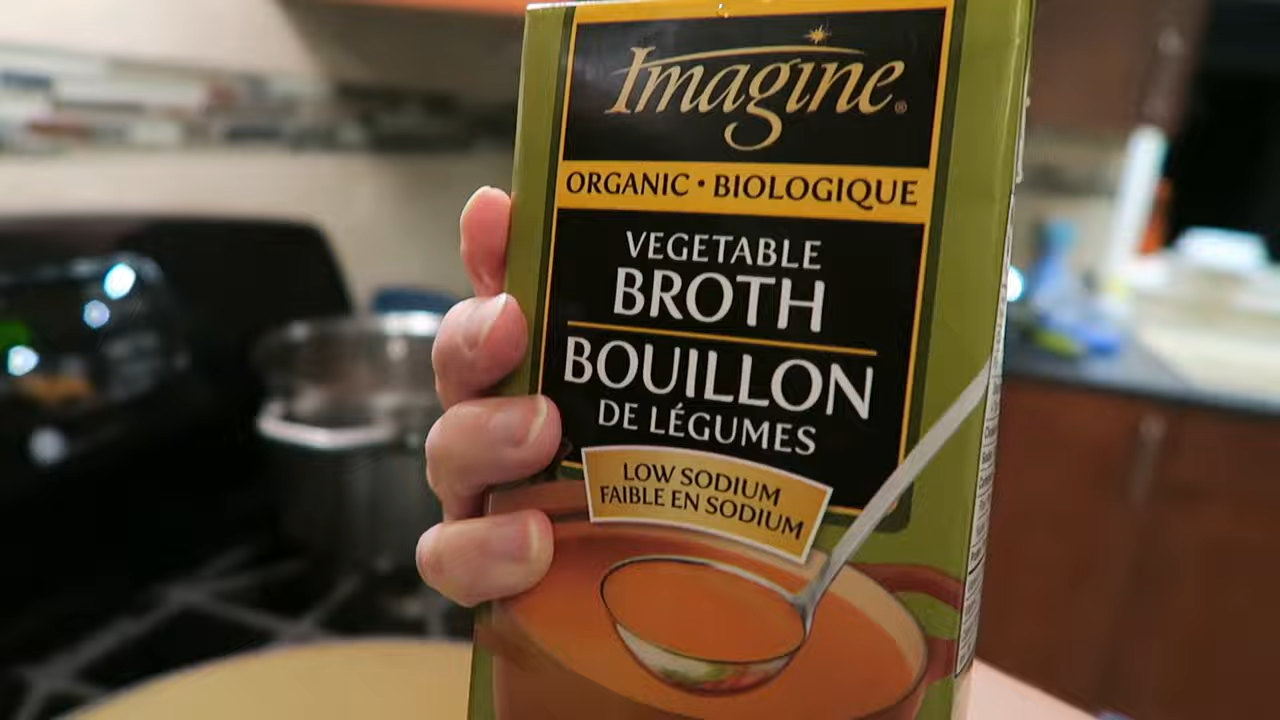 Imagine®
ORGANIC • BIOLOGIQUE
VEGETABLE
BROTH
BOUILLON
DE LÉGUMES
LOW SODIUM
FAIBLE EN SODIUM